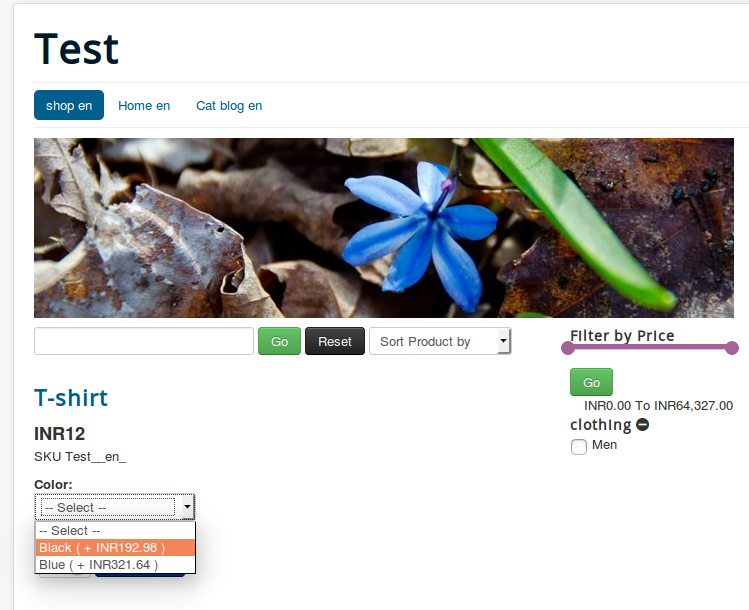 Test
shop en Home en Cat blog en
Go Reset Sort Product by
Filter by Price
Go
INR0.00 To INR64,327.00
clothing
Men
T-shirt
INR12
SKU Test__en_
Color:
-- Select --
-- Select --
Black ( + INR192.98 )
Blue ( + INR321.64 )